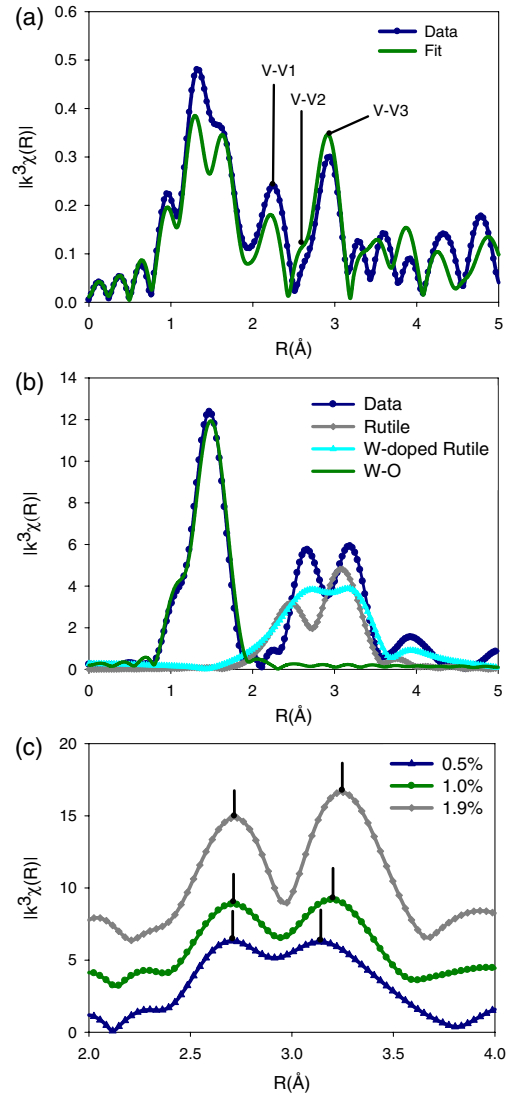 (a)
0.6
0.5
0.4
0.3
0.2
0.1
0.0
|k³χ(R)|
Data
Fit
V-V1
V-V2
V-V3
0 1 2 3 4 5
R(Å)
(b)
14
12
10
8
6
4
2
0
|k³χ(R)|
Data
Rutile
W-doped Rutile
W-O
0 1 2 3 4 5
R(Å)
(c)
20
15
10
5
0
|k³χ(R)|
0.5%
1.0%
1.9%
2.0 2.5 3.0 3.5 4.0
R(Å)